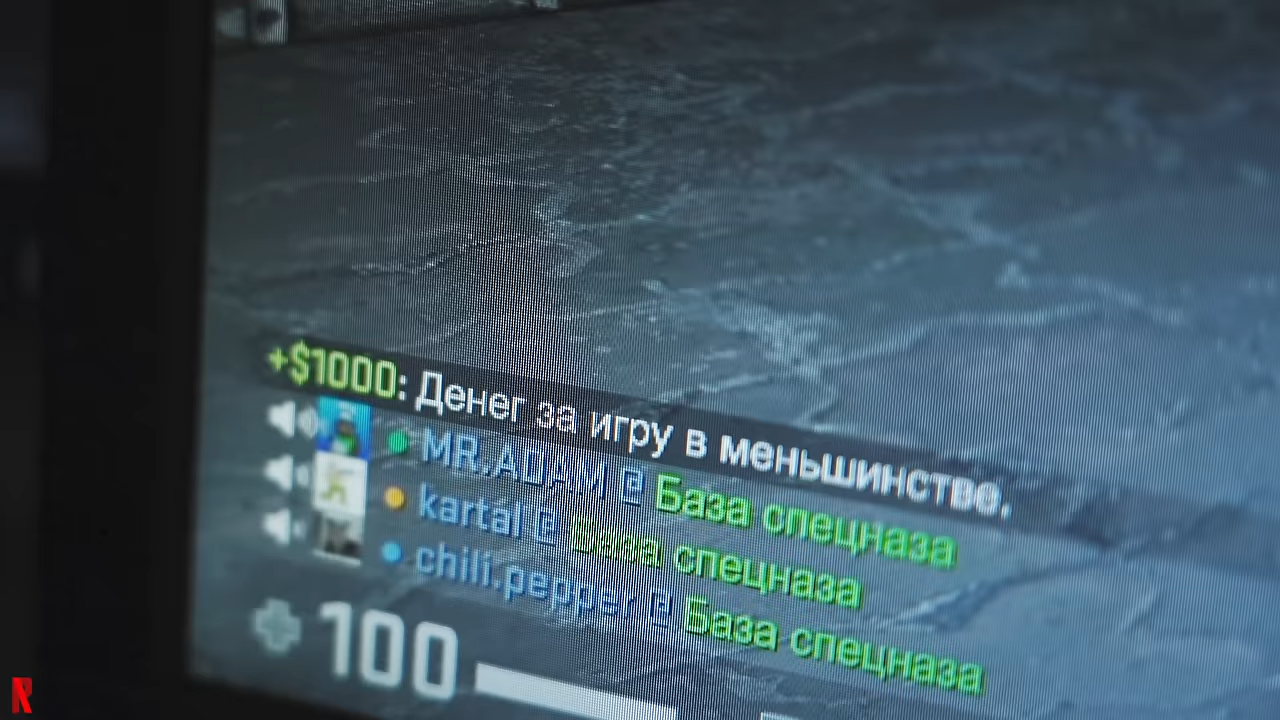 +$1000: Денег за игру в меньшинстве.
MR.ADAM @ База спецназа
kartal @ База спецназа
chili.pepper @ База спецназа
100